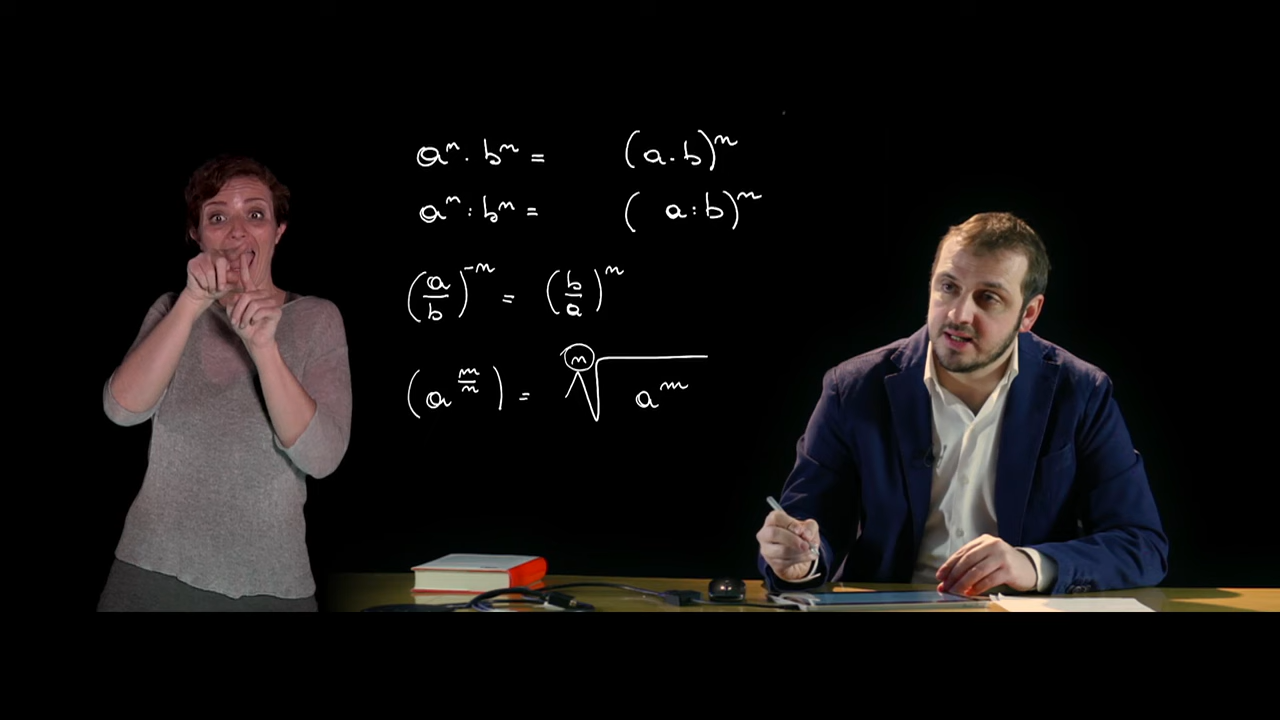 aⁿ · bⁿ = (a · b)ⁿ
aⁿ : bⁿ = ( a : b)ⁿ
(a/b)⁻ⁿ = (b/a)ⁿ
(a^(m/n)) = ⁿ√(aᵐ)